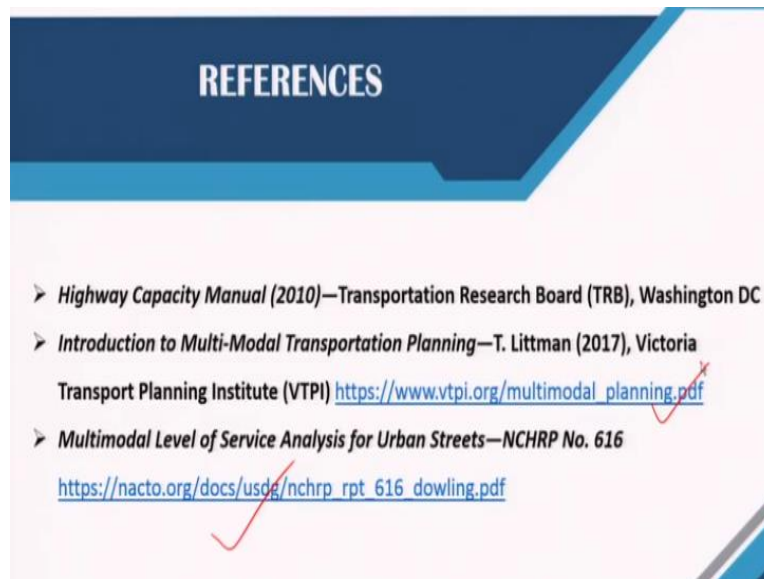 REFERENCES
➢ Highway Capacity Manual (2010)—Transportation Research Board (TRB), Washington DC
➢ Introduction to Multi-Modal Transportation Planning—T. Littman (2017), Victoria
Transport Planning Institute (VTPI) https://www.vtpi.org/multimodal_planning.pdf
➢ Multimodal Level of Service Analysis for Urban Streets—NCHRP No. 616
https://nacto.org/docs/usdg/nchrp_rpt_616_dowling.pdf